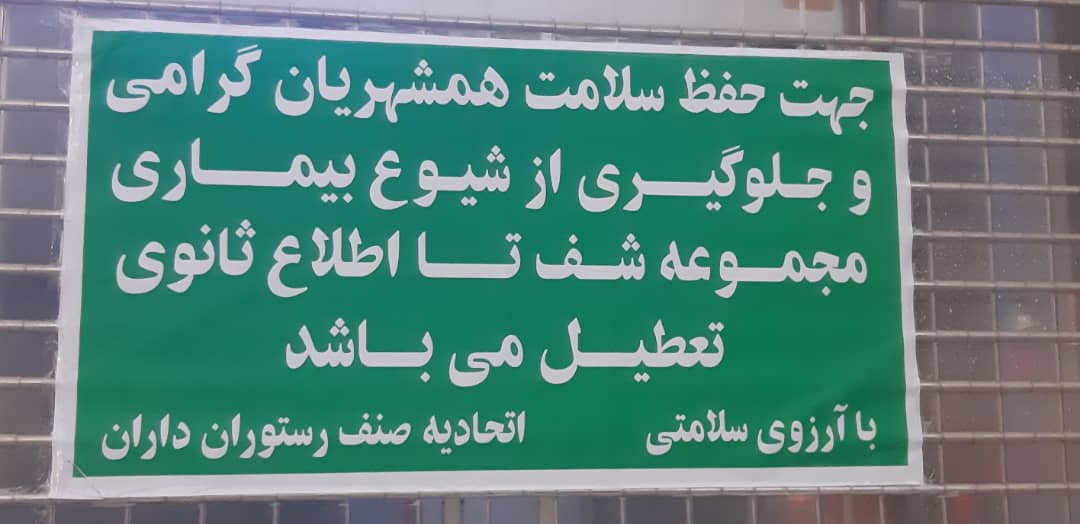 جهت حفظ سلامت همشهریان گرامی
و جلوگیری از شیوع بیماری
مجموعه شف تا اطلاع ثانوی
تعطیل می باشد
با آرزوی سلامتی اتحادیه صنف رستوران داران